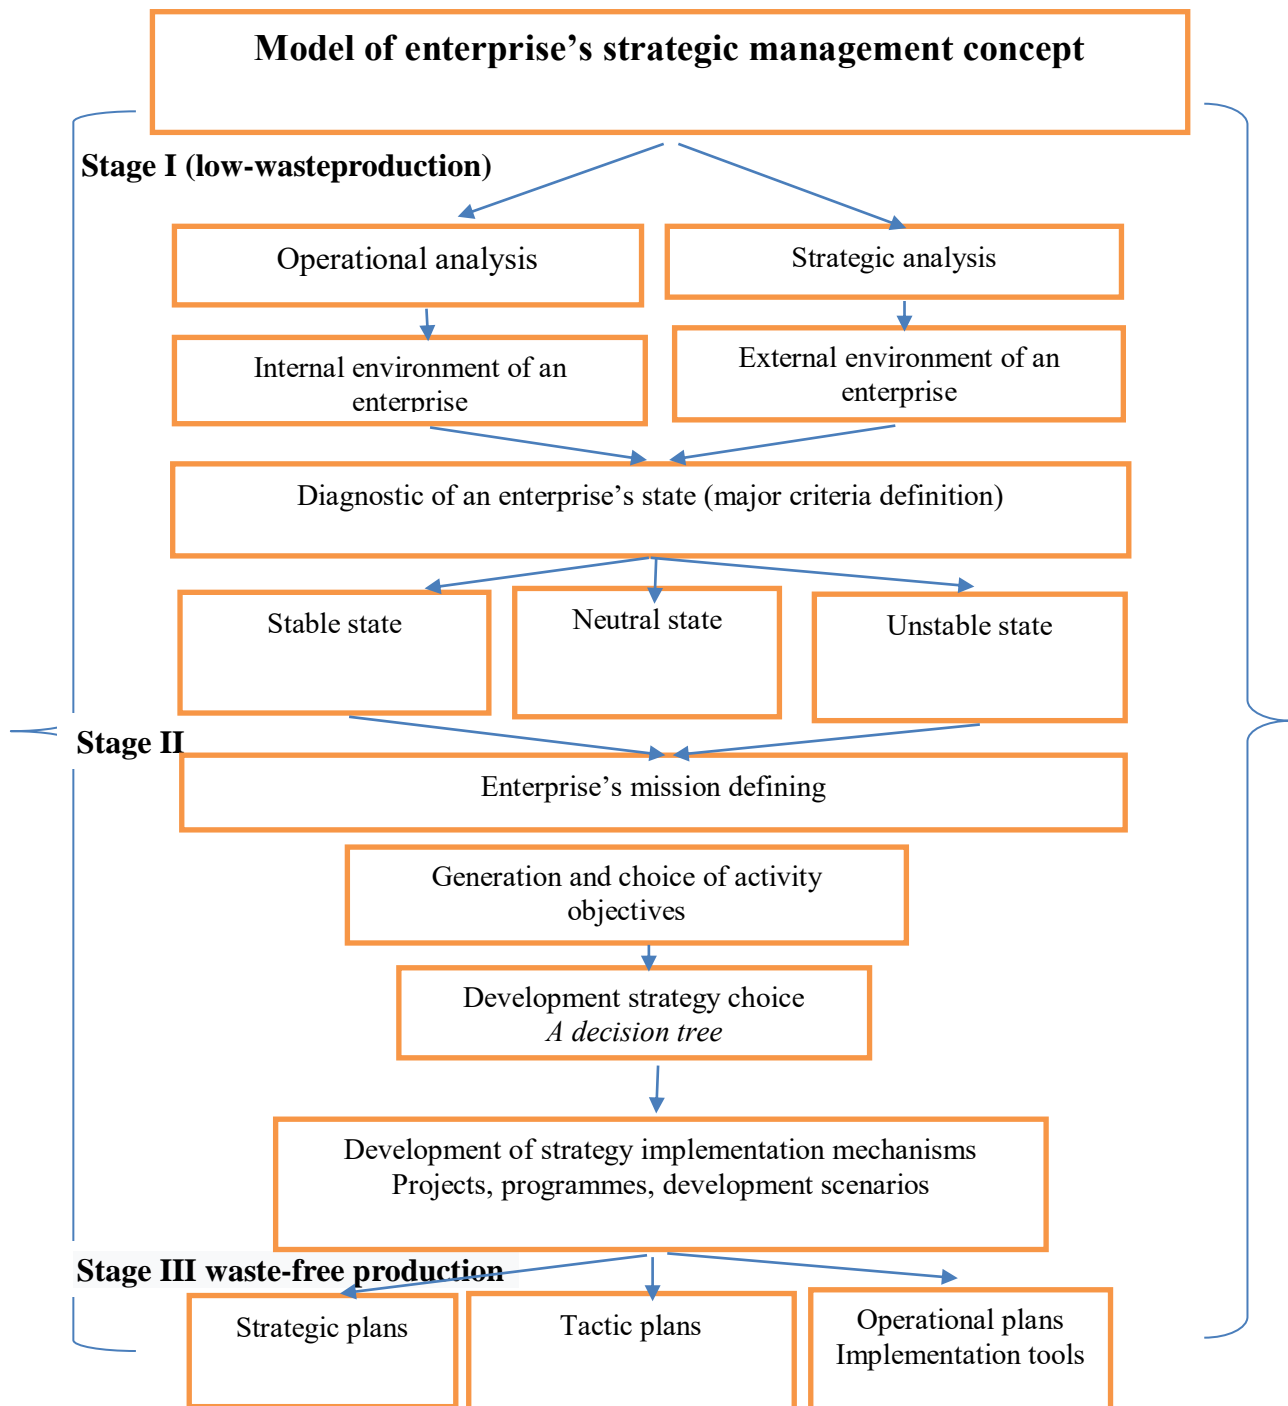 Model of enterprise’s strategic management concept
Stage I (low-wasteproduction)
Operational analysis
Strategic analysis
Internal environment of an
enterprise
External environment of an
enterprise
Diagnostic of an enterprise’s state (major criteria definition)
Stable state
Neutral state
Unstable state
Stage II
Enterprise’s mission defining
Generation and choice of activity
objectives
Development strategy choice
A decision tree
Development of strategy implementation mechanisms
Projects, programmes, development scenarios
Stage III waste-free production
Strategic plans
Tactic plans
Operational plans
Implementation tools